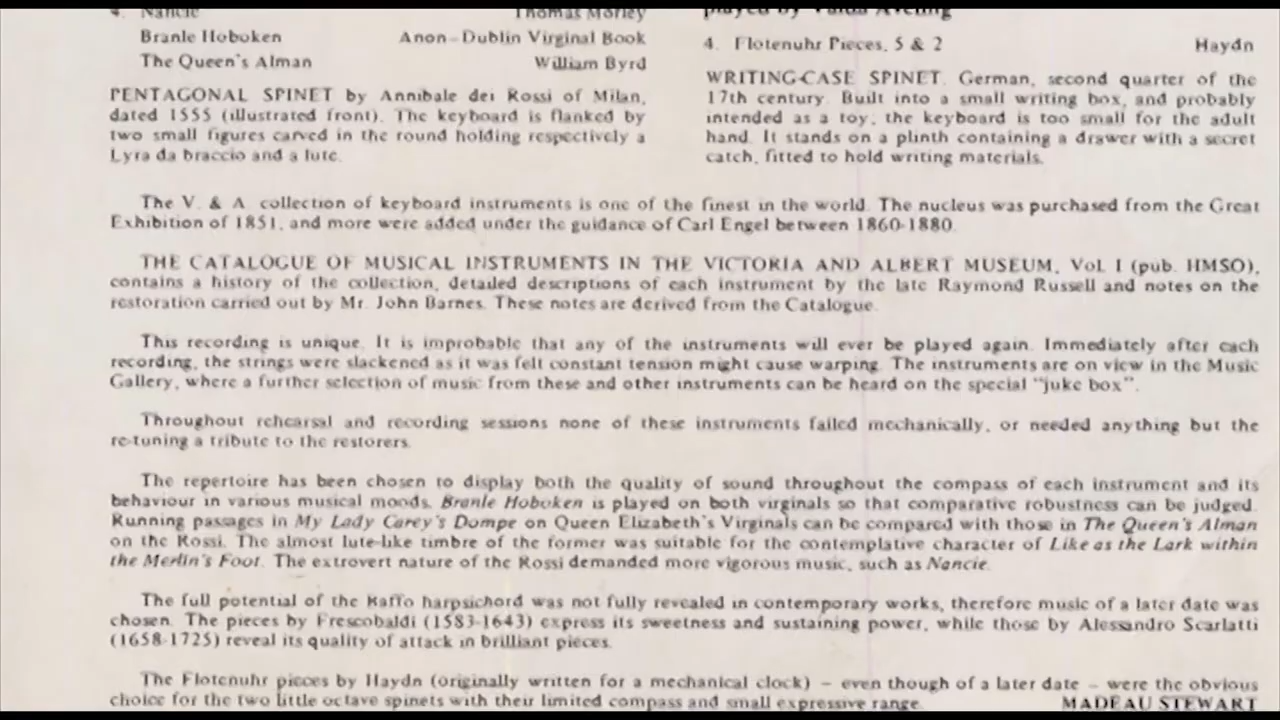 4. Nancie Thomas Morley
Branle Hoboken Anon – Dublin Virginal Book
The Queen's Alman William Byrd
PENTAGONAL SPINET by Annibale dei Rossi of Milan,
dated 1555 (illustrated front). The keyboard is flanked by
two small figures carved in the round holding respectively a
Lyra da braccio and a lute.
played by Valda Aveling
4. Flotenuhr Pieces, 5 & 2 Haydn
WRITING-CASE SPINET. German, second quarter of the
17th century. Built into a small writing box, and probably
intended as a toy, the keyboard is too small for the adult
hand. It stands on a plinth containing a drawer with a secret
catch, fitted to hold writing materials.
The V. & A. collection of keyboard instruments is one of the finest in the world. The nucleus was purchased from the Great
Exhibition of 1851, and more were added under the guidance of Carl Engel between 1860-1880.
THE CATALOGUE OF MUSICAL INSTRUMENTS IN THE VICTORIA AND ALBERT MUSEUM, Vol. I (pub. HMSO),
contains a history of the collection, detailed descriptions of each instrument by the late Raymond Russell and notes on the
restoration carried out by Mr. John Barnes. These notes are derived from the Catalogue.
This recording is unique. It is improbable that any of the instruments will ever be played again. Immediately after each
recording, the strings were slackened as it was felt constant tension might cause warping. The instruments are on view in the Music
Gallery, where a further selection of music from these and other instruments can be heard on the special "juke box".
Throughout rehearsal and recording sessions none of these instruments failed mechanically, or needed anything but the
re-tuning a tribute to the restorers.
The repertoire has been chosen to display both the quality of sound throughout the compass of each instrument and its
behaviour in various musical moods. Branle Hoboken is played on both virginals so that comparative robustness can be judged.
Running passages in My Lady Carey's Dompe on Queen Elizabeth's Virginals can be compared with those in The Queen's Alman
on the Rossi. The almost lute-like timbre of the former was suitable for the contemplative character of Like as the Lark within
the Merlin's Foot. The extrovert nature of the Rossi demanded more vigorous music, such as Nancie.
The full potential of the Baffo harpsichord was not fully revealed in contemporary works, therefore music of a later date was
chosen. The pieces by Frescobaldi (1583-1643) express its sweetness and sustaining power, while those by Alessandro Scarlatti
(1658-1725) reveal its quality of attack in brilliant pieces.
The Flotenuhr pieces by Haydn (originally written for a mechanical clock) – even though of a later date – were the obvious
choice for the two little octave spinets with their limited compass and small expressive range. MADEAU STEWART